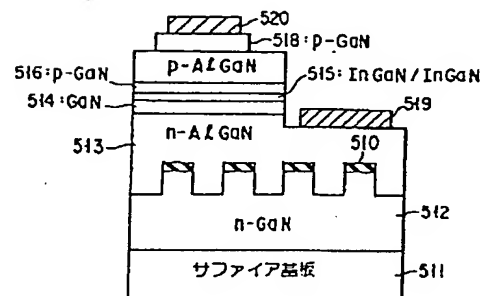 520
518:p-GaN
p-AlGaN
516:p-GaN
515:InGaN/InGaN
514:GaN
519
n-AlGaN
513
510
n-GaN
512
サファイア基板
511